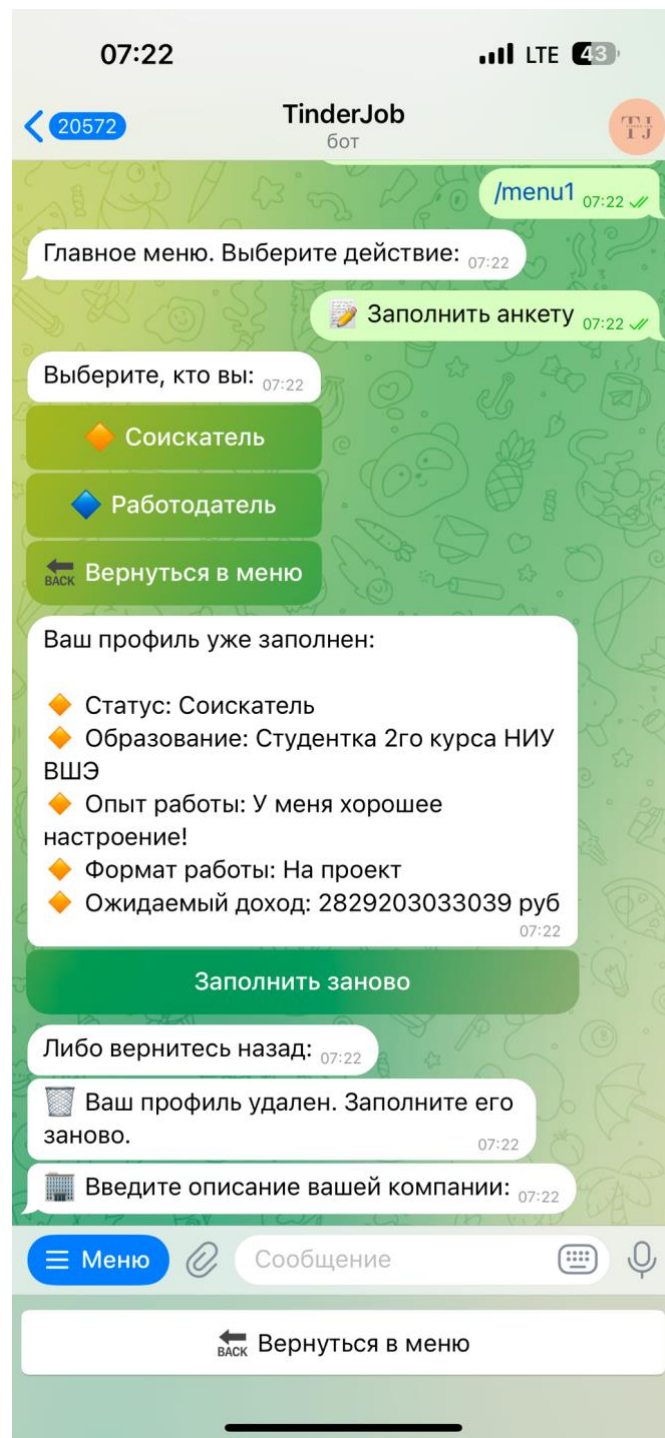 07:22
LTE 43
20572
TinderJob
бот
TJ
/menu1 07:22
Главное меню. Выберите действие: 07:22
Заполнить анкету 07:22
Выберите, кто вы: 07:22
Соискатель
Работодатель
BACK Вернуться в меню
Ваш профиль уже заполнен:
Статус: Соискатель
Образование: Студентка 2го курса НИУ
ВШЭ
Опыт работы: У меня хорошее
настроение!
Формат работы: На проект
Ожидаемый доход: 2829203033039 руб
07:22
Заполнить заново
Либо вернитесь назад: 07:22
Ваш профиль удален. Заполните его
заново. 07:22
Введите описание вашей компании: 07:22
Меню
Сообщение
BACK Вернуться в меню